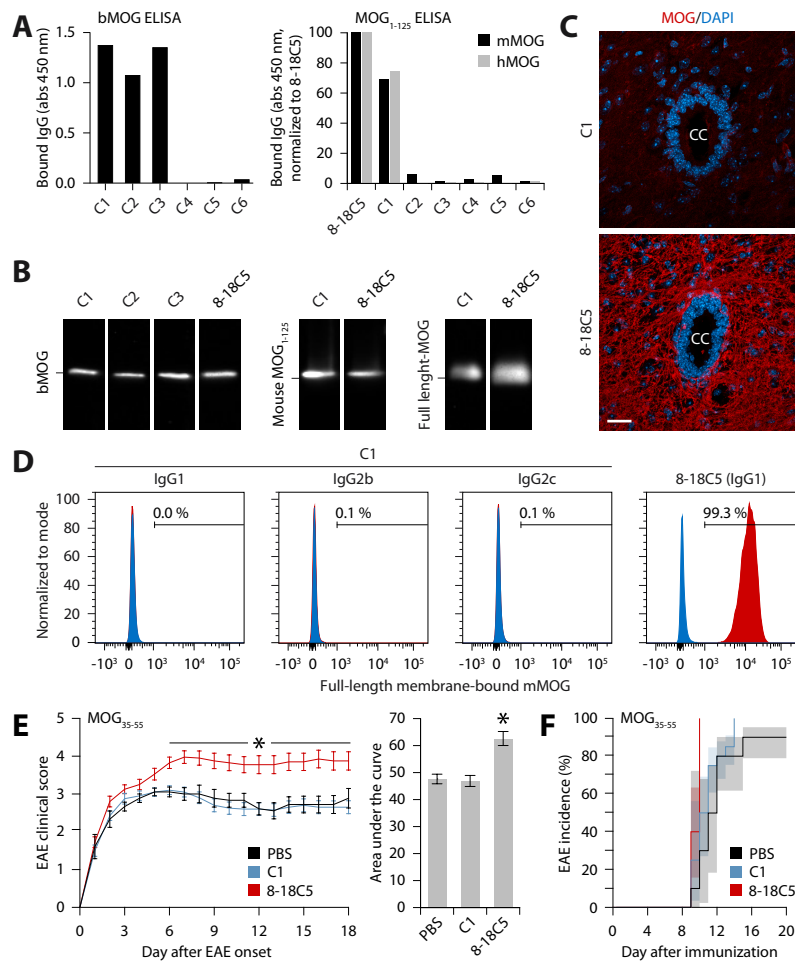 A
bMOG ELISA
Bound IgG (abs 450 nm)
1.5
1.0
0.5
0.0
C1 C2 C3 C4 C5 C6
MOG1-125 ELISA
Bound IgG (abs 450 nm, normalized to 8-18C5)
100
80
60
40
20
0
mMOG
hMOG
8-18C5 C1 C2 C3 C4 C5 C6
C
MOG/DAPI
C1
CC
8-18C5
CC
B
C1 C2 C3 8-18C5
bMOG
C1 8-18C5
Mouse MOG1-125
C1 8-18C5
Full lenght-MOG
D
C1
IgG1 IgG2b IgG2c 8-18C5 (IgG1)
Normalized to mode
100
80
60
40
20
0
0.0 % 0.1 % 0.1 % 99.3 %
-10³ 0 10³ 10⁴ 10⁵ -10³ 0 10³ 10⁴ 10⁵ -10³ 0 10³ 10⁴ 10⁵ -10³ 0 10³ 10⁴ 10⁵
Full-length membrane-bound mMOG
E
MOG35-55
EAE clinical score
5
4
3
2
1
0
*
PBS
C1
8-18C5
0 3 6 9 12 15 18
Day after EAE onset
Area under the curve
70
60
50
40
30
20
10
0
*
PBS C1 8-18C5
F
MOG35-55
EAE incidence (%)
100
80
60
40
20
0
PBS
C1
8-18C5
0 4 8 12 16 20
Day after immunization